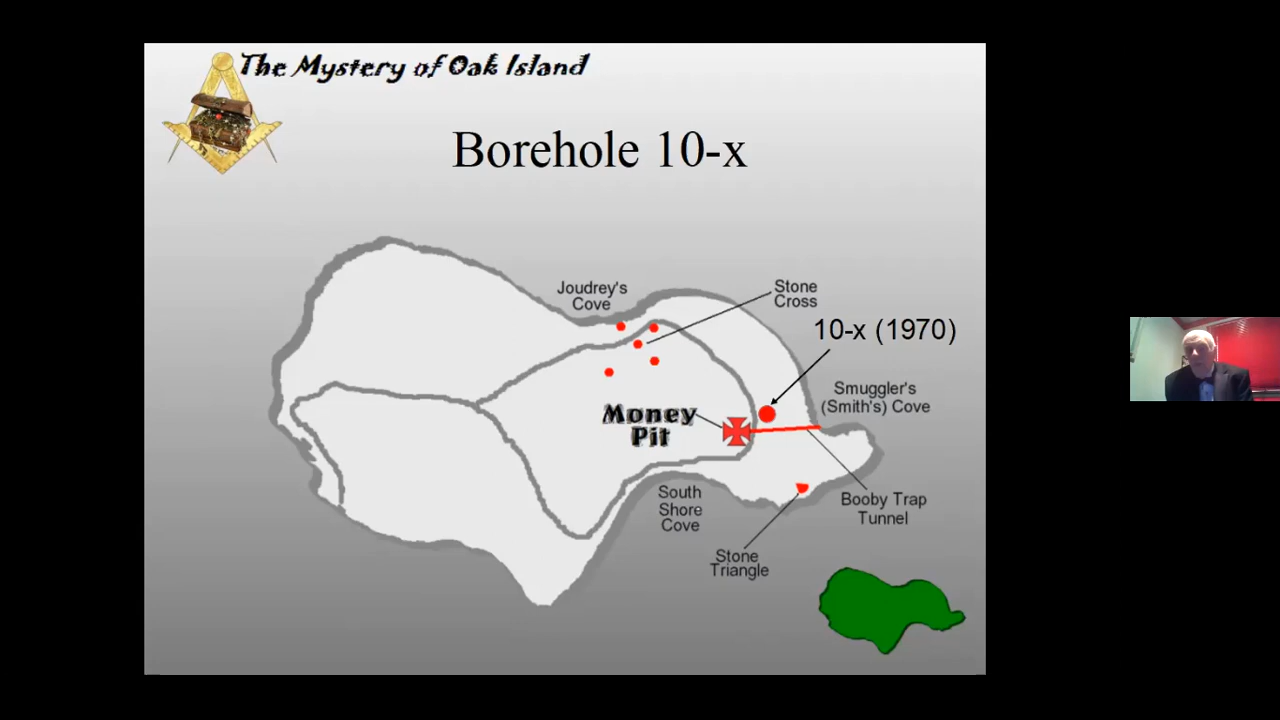 The Mystery of Oak Island
Borehole 10-x
Joudrey's
Cove
Stone
Cross
10-x (1970)
Smuggler's
(Smith's) Cove
Money
Pit
South
Shore
Cove
Booby Trap
Tunnel
Stone
Triangle